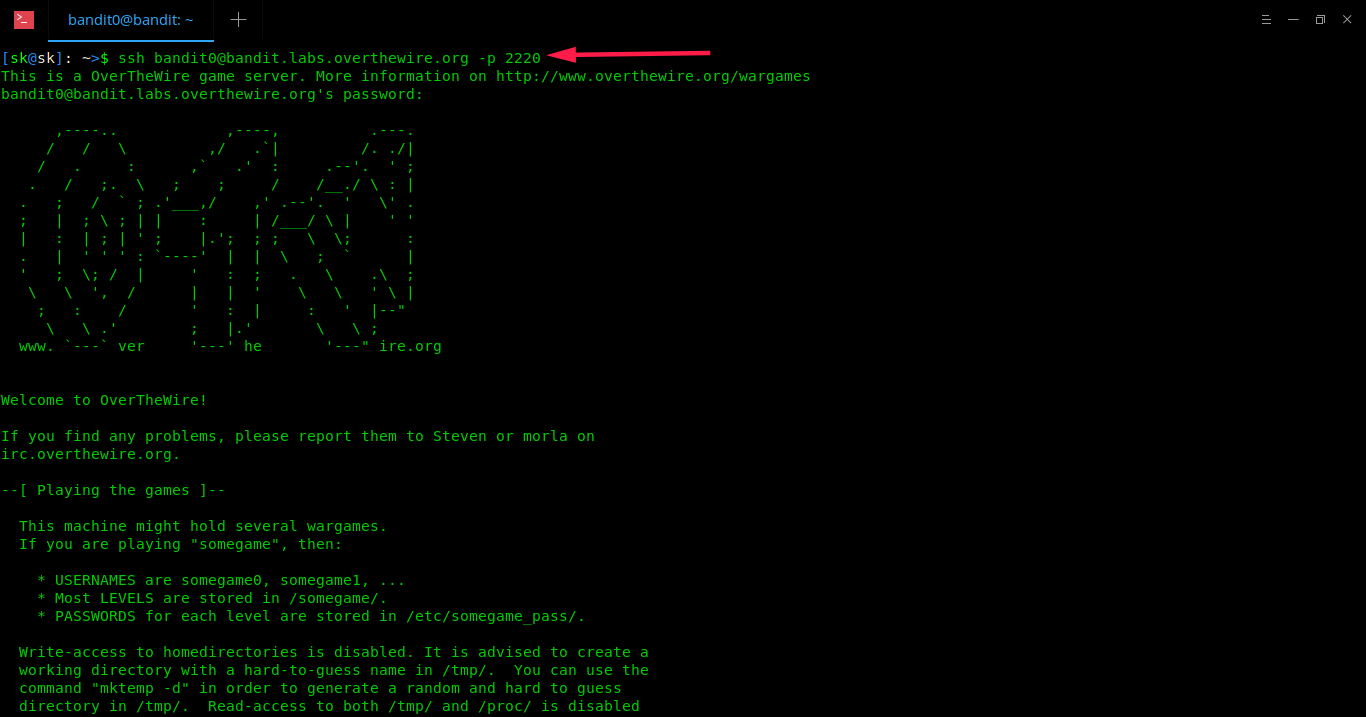 bandit0@bandit: ~
[sk@sk]: ~>$ ssh bandit0@bandit.labs.overthewire.org -p 2220
This is a OverTheWire game server. More information on http://www.overthewire.org/wargames
bandit0@bandit.labs.overthewire.org's password:
      ,----..            ,----,          .---.
     /   /   \         ,/   .`|         /. ./|
    /   .     :      ,`   .'  :     .--'.  ' ;
   .   /   ;.  \   ;    ;     /    /__./ \ : |
  .   ;   /  ` ; .'___,/    ,' .--'.  '   \' .
  ;   |  ; \ ; | |    :     | /___/ \ |    ' '
  |   :  | ; | ' ;    |.';  ; ;   \  \;      :
  .   |  ' ' ' : `----'  |  |  \   ;  `      |
  '   ;  \; /  |     '   :  ;   .   \    .\  ;
   \   \  ',  /      |   |  '    \   \   ' \ |
    ;   :    /       '   :  |     :   '  |--"
     \   \ .'        ;   |.'       \   \ ;
  www. `---` ver     '---' he       '---" ire.org
Welcome to OverTheWire!
If you find any problems, please report them to Steven or morla on
irc.overthewire.org.
--[ Playing the games ]--
  This machine might hold several wargames.
  If you are playing "somegame", then:
    * USERNAMES are somegame0, somegame1, ...
    * Most LEVELS are stored in /somegame/.
    * PASSWORDS for each level are stored in /etc/somegame_pass/.
  Write-access to homedirectories is disabled. It is advised to create a
  working directory with a hard-to-guess name in /tmp/.  You can use the
  command "mktemp -d" in order to generate a random and hard to guess
  directory in /tmp/.  Read-access to both /tmp/ and /proc/ is disabled